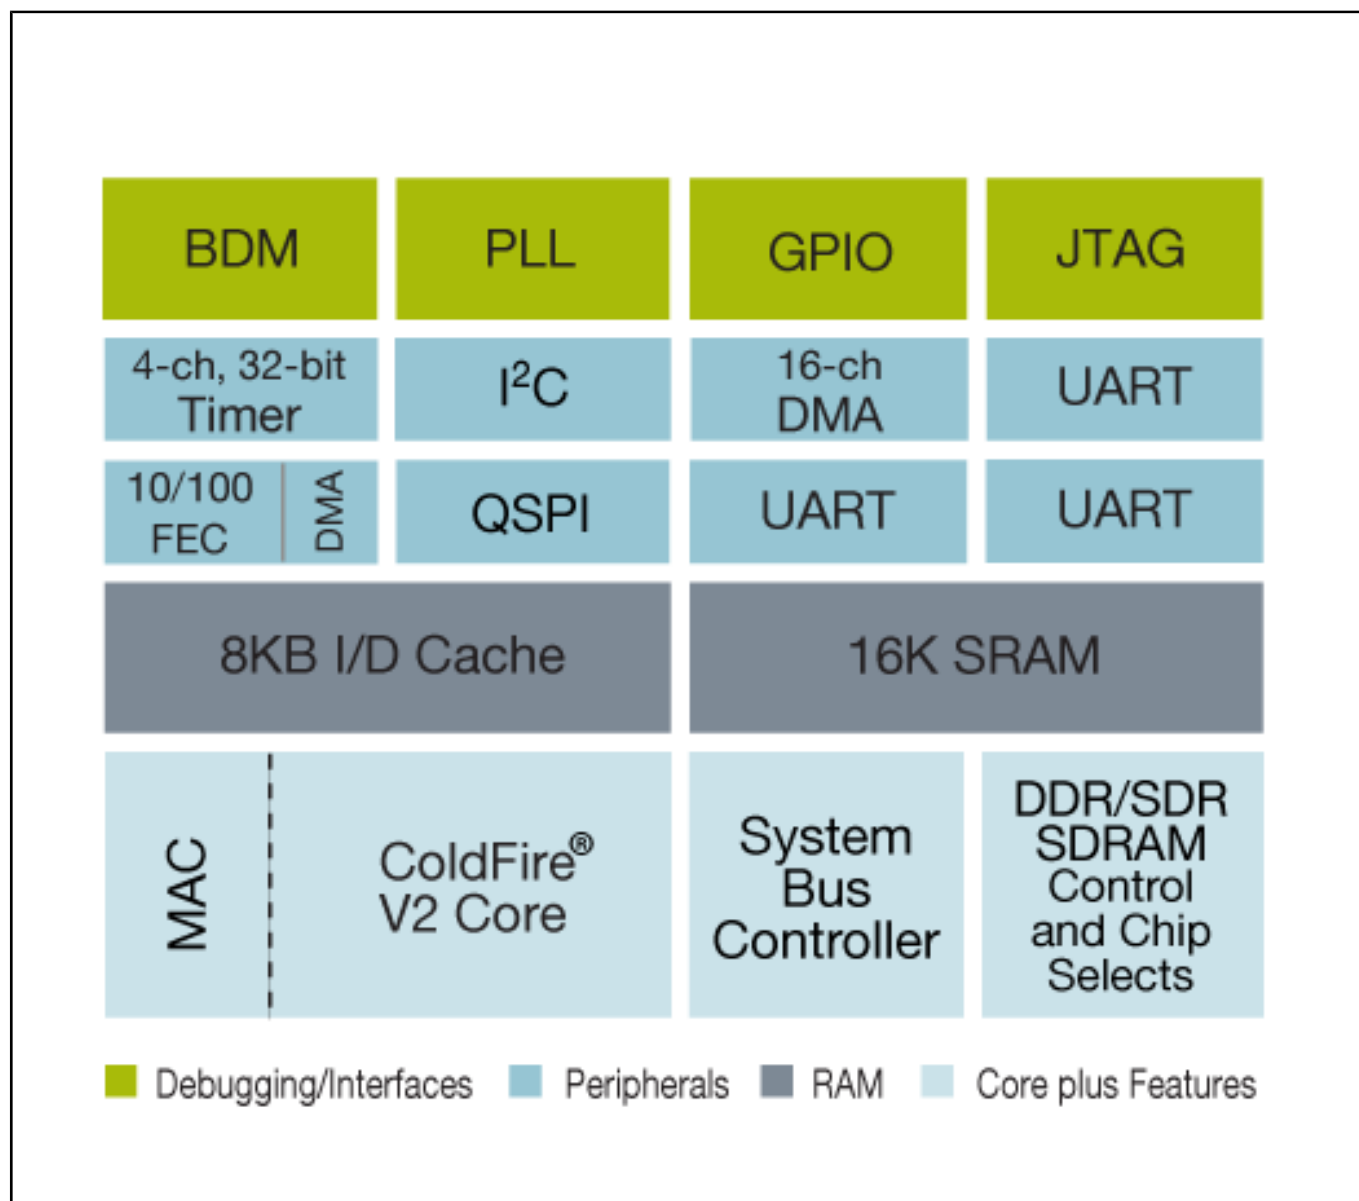 BDM
PLL
GPIO
JTAG
4-ch, 32-bit
Timer
I²C
16-ch
DMA
UART
10/100
FEC
DMA
QSPI
UART
UART
8KB I/D Cache
16K SRAM
MAC
ColdFire®
V2 Core
System
Bus
Controller
DDR/SDR
SDRAM
Control
and Chip
Selects
Debugging/Interfaces
Peripherals
RAM
Core plus Features